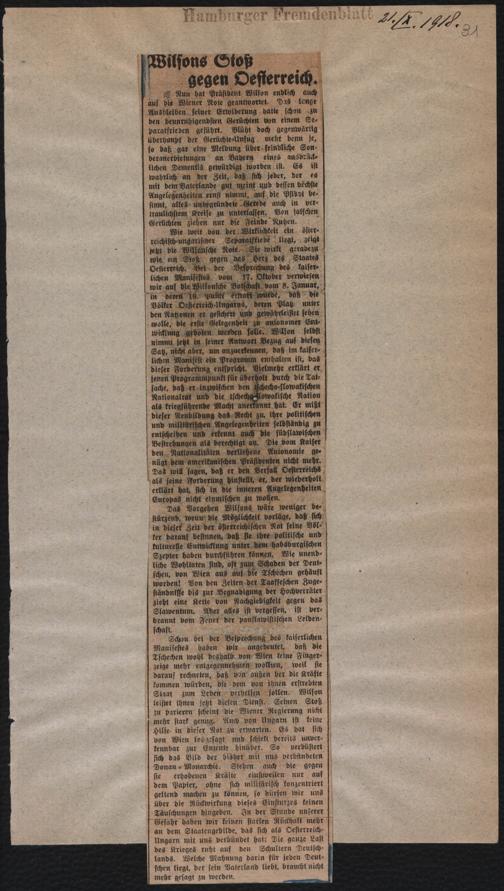 Hamburger Fremdenblatt
21./X. 1918.
31
Wilsons Stoß
gegen Oesterreich.
Nun hat Präsident Wilson endlich auch
auf die Wiener Note geantwortet. Das lange
Ausbleiben seiner Erwiderung hatte schon zu
den beunruhigendsten Gerüchten von einem Se-
paratfrieden geführt. Blüht doch gegenwärtig
überhaupt der Gerüchte-Unfug mehr denn je,
so daß gar eine Meldung über feindliche Son-
deranerbietungen an Bayern eines ausdrück-
lichen Dementis gewürdigt worden ist. Es ist
wahrlich an der Zeit, daß sich jeder, der es
mit dem Vaterlande gut meint und dessen höchste
Angelegenheiten ernst nimmt, auf die Pflicht be-
sinnt, alles unbegründete Gerede auch in ver-
traulichstem Kreise zu unterlassen. Von falschen
Gerüchten ziehen nur die Feinde Nutzen.
Wie weit von der Wirklichkeit ein öster-
reichisch-ungarischer Separatfriede liegt, zeigt
jetzt die Wilsonsche Note. Sie wirkt geradezu
wie ein Stoß gegen das Herz des Staates
Oesterreich. Bei der Besprechung des kaiser-
lichen Manifestes vom 17. Oktober verwiesen
wir auf die Wilsonsche Botschaft vom 8. Januar,
in deren 10. Punkt erklärt wurde, daß die
Völker Oesterreich-Ungarns, deren Platz unter
den Nationen er gesichert und gewährleistet sehen
wolle, die erste Gelegenheit zu autonomer Ent-
wicklung geboten werden solle. Wilson selbst
nimmt jetzt in seiner Antwort Bezug auf diesen
Satz, nicht aber, um anzuerkennen, daß im kaiser-
lichen Manifest ein Programm enthalten ist, das
dieser Forderung entspricht. Vielmehr erklärt er
jenen Programmpunkt für überholt durch die Tat-
sache, daß er inzwischen den tschecho-slowakischen
Nationalrat und die tschecho-slowakische Nation
als kriegführende Macht anerkannt hat. Er mißt
dieser Neubildung das Recht zu, ihre politischen
und militärischen Angelegenheiten selbständig zu
entscheiden und erkennt auch die südslawischen
Bestrebungen als berechtigt an. Die vom Kaiser
den Nationalitäten verliehene Autonomie ge-
nügt dem amerikanischen Präsidenten nicht mehr.
Das will sagen, daß er den Zerfall Oesterreichs
als seine Forderung hinstellt, er, der wiederholt
erklärt hat, sich in die inneren Angelegenheiten
Europas nicht einmischen zu wollen.
Das Vorgehen Wilsons wäre weniger be-
stürzend, wenn die Möglichkeit vorläge, daß sich
in dieser Zeit der österreichischen Not seine Völ-
ker darauf besinnen, daß sie ihre politische und
kulturelle Entwicklung unter dem habsburgischen
Szepter haben durchführen können. Wie unend-
liche Wohltaten sind, oft zum Schaden der Deut-
schen, von Wien aus auf die Tschechen gehäuft
worden! Von den Zeiten der Taaffeschen Zuge-
ständnisse bis zur Begnadigung der Hochverräter
zieht eine Kette von Nachgiebigkeit gegen das
Slawentum. Aber alles ist vergessen, ist ver-
brannt vom Feuer der panslawistischen Leiden-
schaft.
Schon bei der Besprechung des kaiserlichen
Manifestes haben wir angedeutet, daß die
Tschechen wohl deshalb von Wien keine Finger-
zeige mehr entgegennehmen wollten, weil sie
darauf rechneten, daß von außen her die Kräfte
kommen würden, die dem von ihnen erstrebten
Staat zum Leben verhelfen sollen. Wilson
leistet ihnen jetzt diesen Dienst. Seinen Stoß
zu parieren scheint die Wiener Regierung nicht
mehr stark genug. Auch von Ungarn ist keine
Hilfe in dieser Not zu erwarten. Es hat sich
von Wien losgesagt und schielt bereits unver-
kennbar zur Entente hinüber. So verdüstert
sich das Bild der bisher mit uns verbündeten
Donau-Monarchie. Stehen auch die gegen
sie erhobenen Kräfte einstweilen nur auf
dem Papier, ohne sich militärisch konzentriert
geltend machen zu können, so dürfen wir uns
über die Rückwirkung dieses Einsturzes keinen
Täuschungen hingeben. In der Stunde unserer
Gefahr haben wir keinen starken Rückhalt mehr
an dem Staatengebilde, das sich als Oesterreich-
Ungarn mit uns verbündet hat: Die ganze Last
des Krieges ruht auf den Schultern Deutsch-
lands. Welche Mahnung darin für jeden Deut-
schen liegt, der sein Vaterland liebt, braucht nicht
mehr gesagt zu werden.